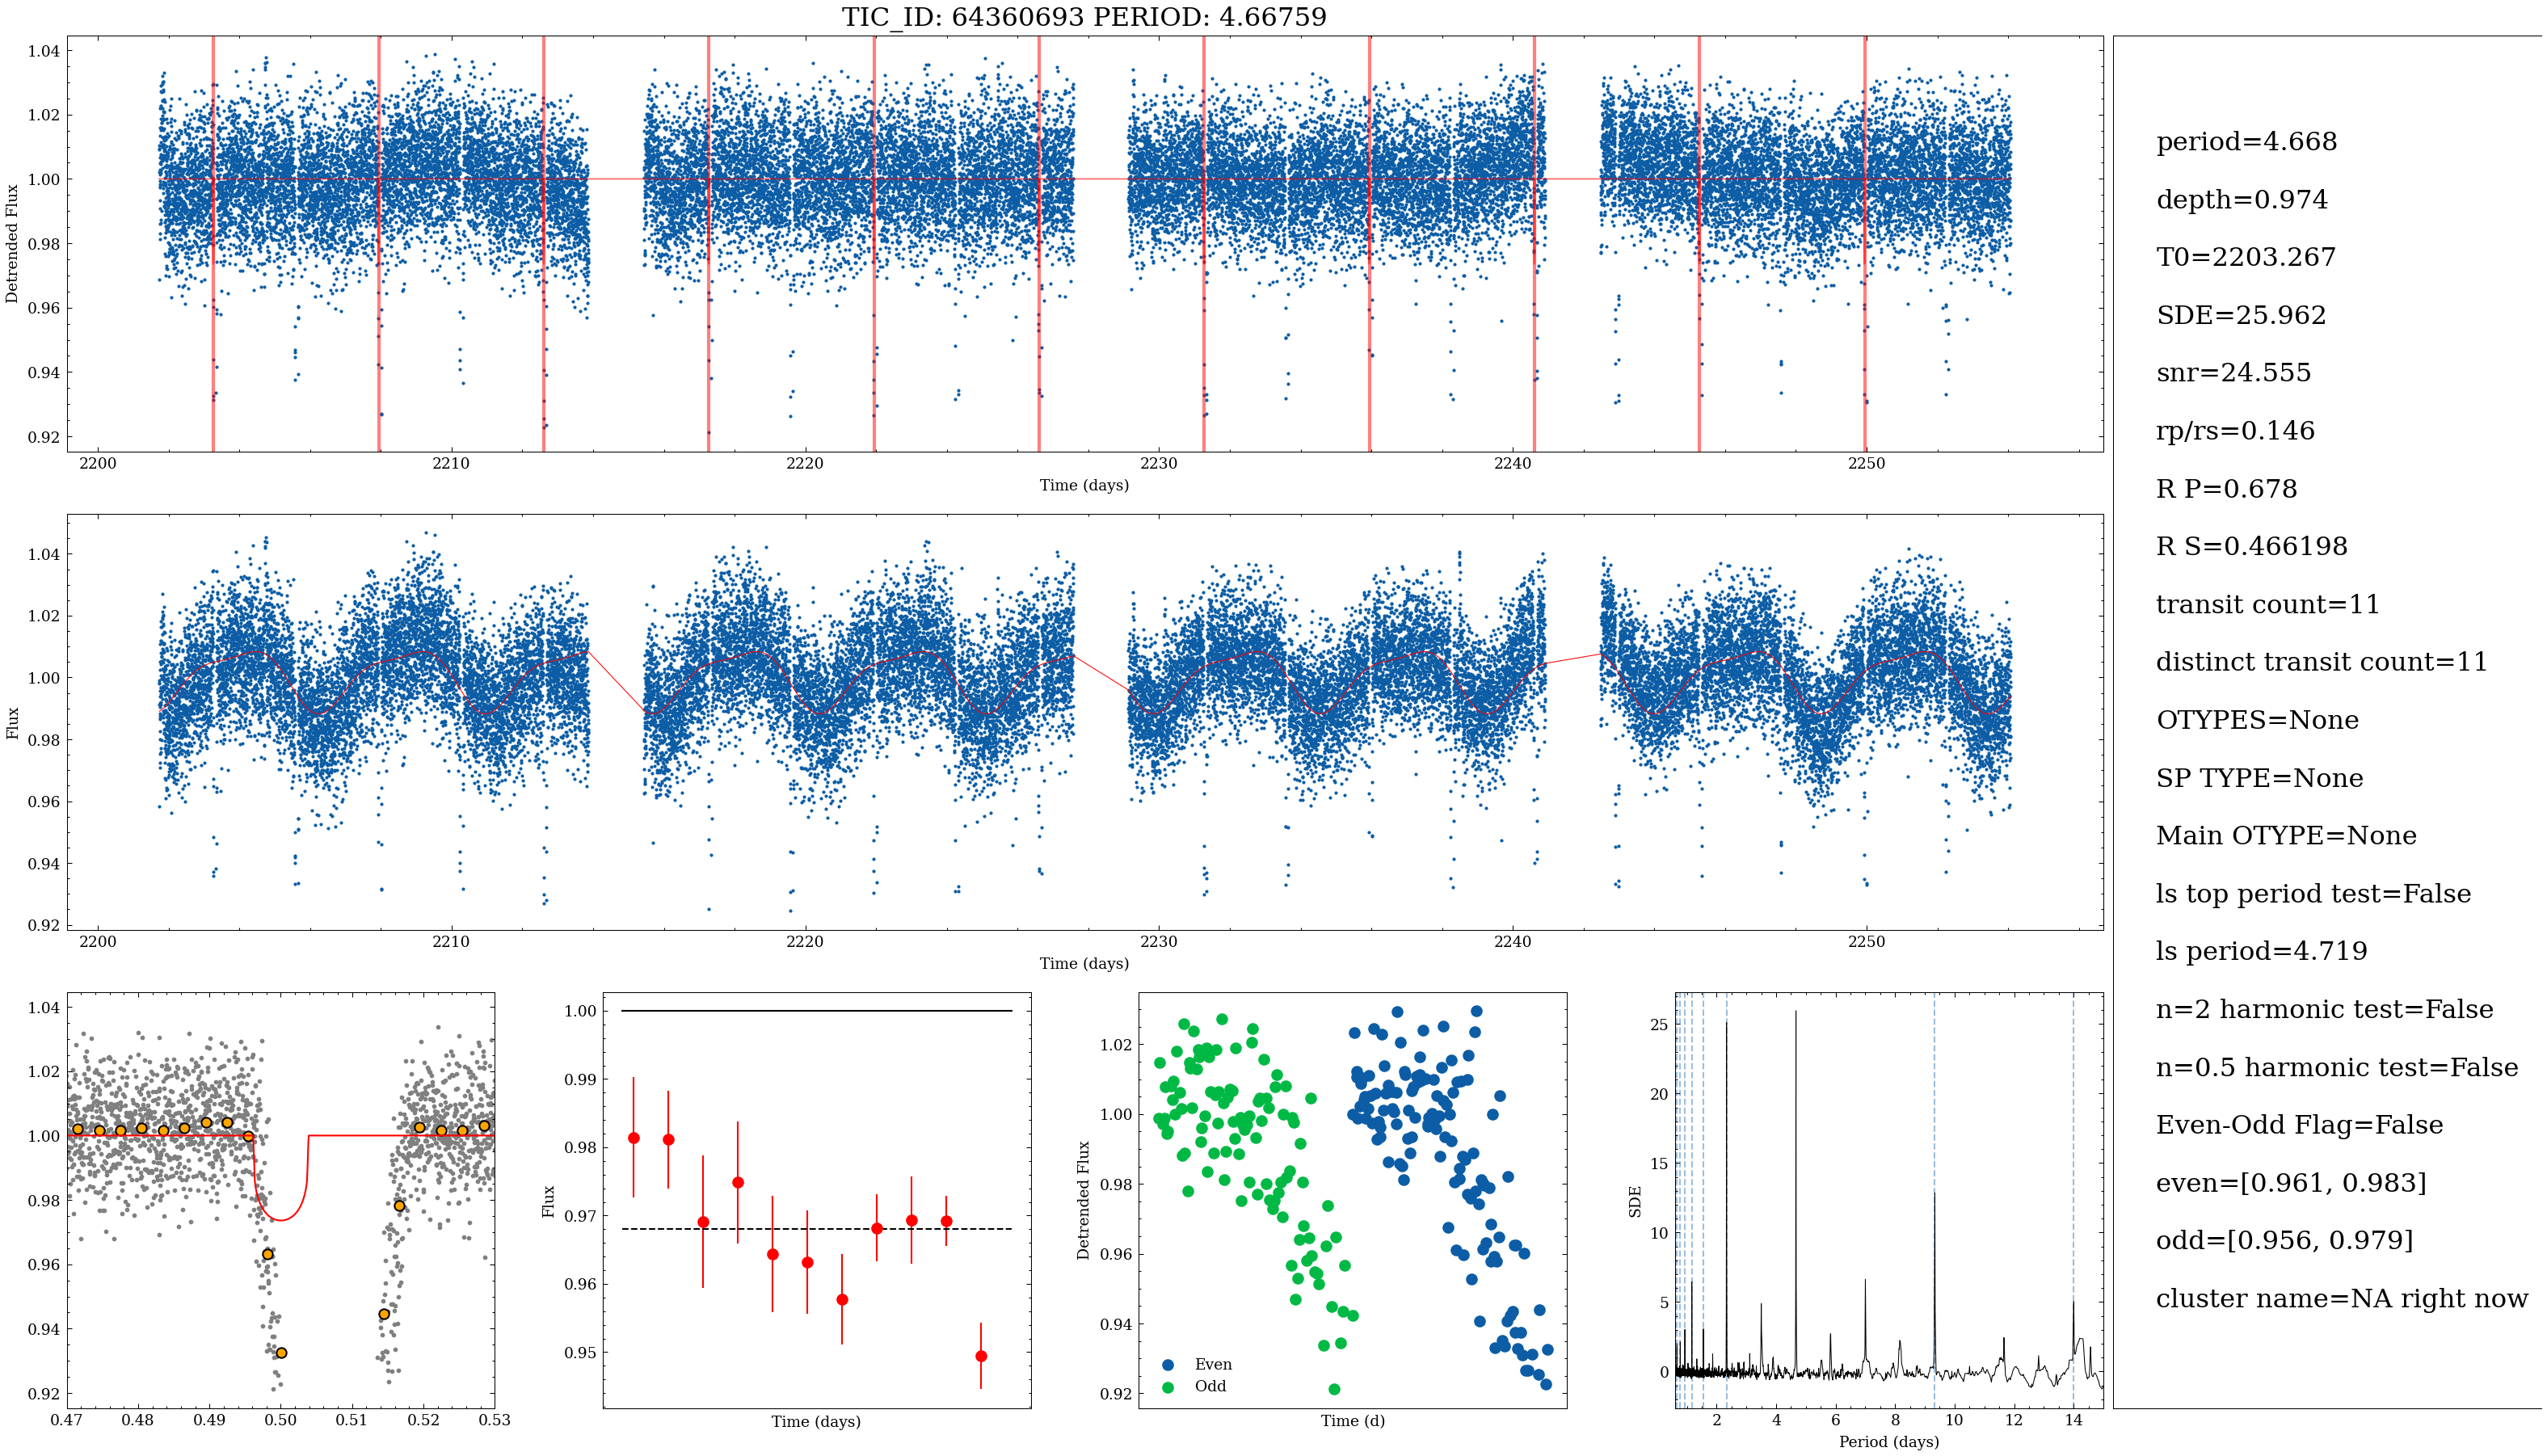 TIC_ID: 64360693 PERIOD: 4.66759
1.04
1.02
1.00
0.98
0.96
0.94
0.92
Detrended Flux
2200
2210
2220
2230
2240
2250
Time (days)
1.04
1.02
1.00
0.98
0.96
0.94
0.92
Flux
2200
2210
2220
2230
2240
2250
Time (days)
1.04
1.02
1.00
0.98
0.96
0.94
0.92
0.47
0.48
0.49
0.50
0.51
0.52
0.53
1.00
0.99
0.98
0.97
0.96
0.95
Flux
Time (days)
1.02
1.00
0.98
0.96
0.94
0.92
Detrended Flux
Even
Odd
Time (d)
25
20
15
10
5
0
SDE
2
4
6
8
10
12
14
Period (days)
period=4.668
depth=0.974
T0=2203.267
SDE=25.962
snr=24.555
rp/rs=0.146
R P=0.678
R S=0.466198
transit count=11
distinct transit count=11
OTYPES=None
SP TYPE=None
Main OTYPE=None
ls top period test=False
ls period=4.719
n=2 harmonic test=False
n=0.5 harmonic test=False
Even-Odd Flag=False
even=[0.961, 0.983]
odd=[0.956, 0.979]
cluster name=NA right now